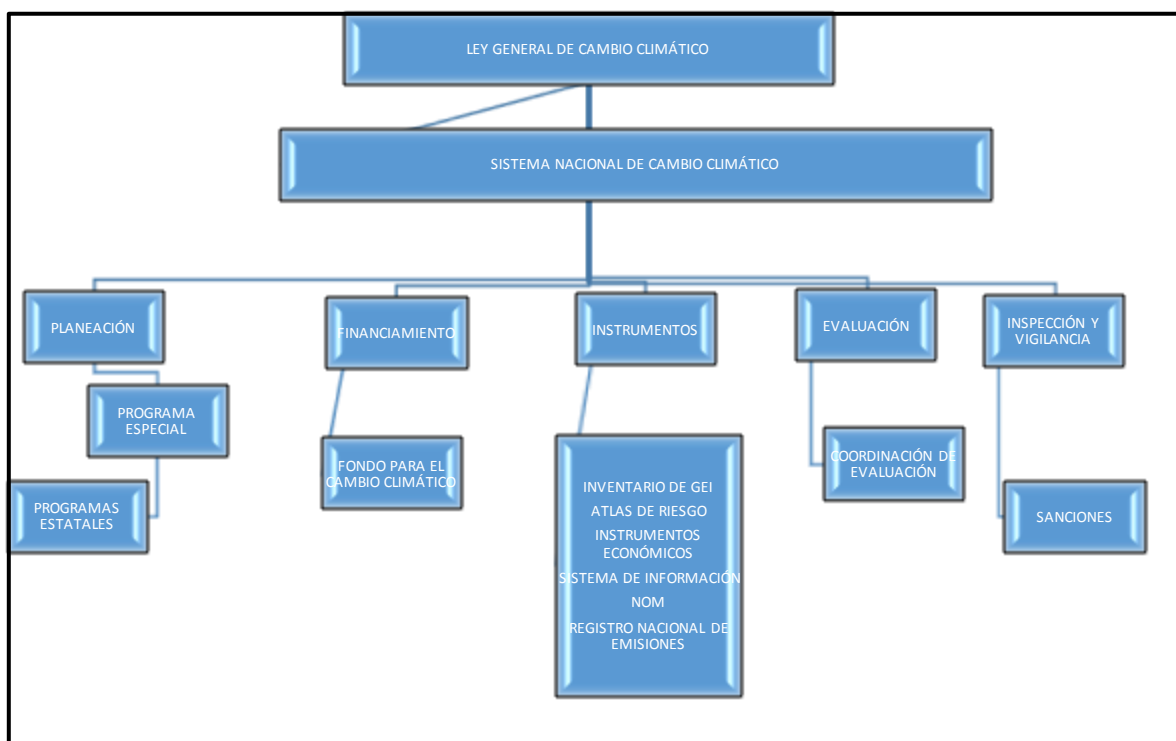 LEY GENERAL DE CAMBIO CLIMÁTICO
SISTEMA NACIONAL DE CAMBIO CLIMÁTICO
PLANEACIÓN
PROGRAMA
ESPECIAL
PROGRAMAS
ESTATALES
FINANCIAMIENTO
FONDO PARA EL
CAMBIO CLIMÁTICO
INSTRUMENTOS
INVENTARIO DE GEI
ATLAS DE RIESGO
INSTRUMENTOS
ECONÓMICOS
SISTEMA DE INFORMACIÓN
NOM
REGISTRO NACIONAL DE
EMISIONES
EVALUACIÓN
COORDINACIÓN DE
EVALUACIÓN
INSPECCIÓN Y
VIGILANCIA
SANCIONES